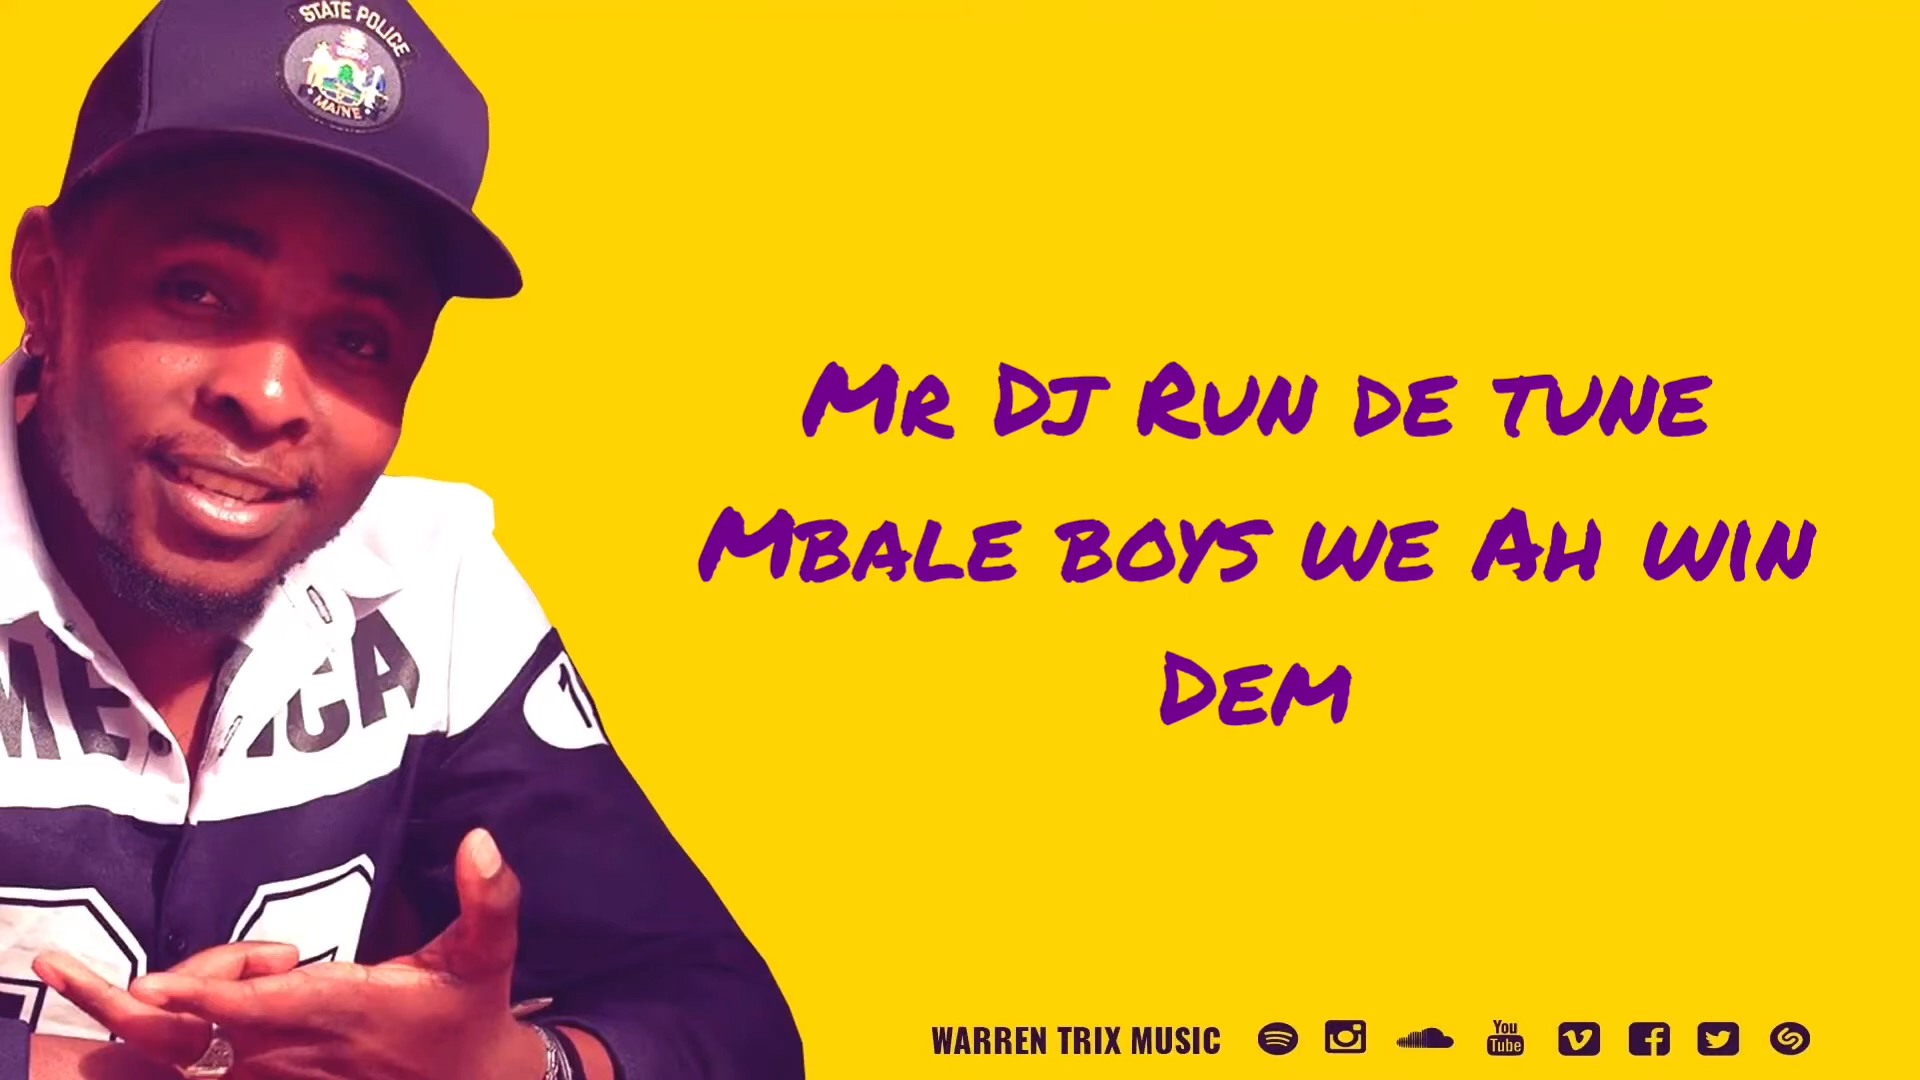 STATE POLICE
MAINE
Mr Dj Run de tune
Mbale boys we Ah win
Dem
1
WARREN TRIX MUSIC
You
Tube